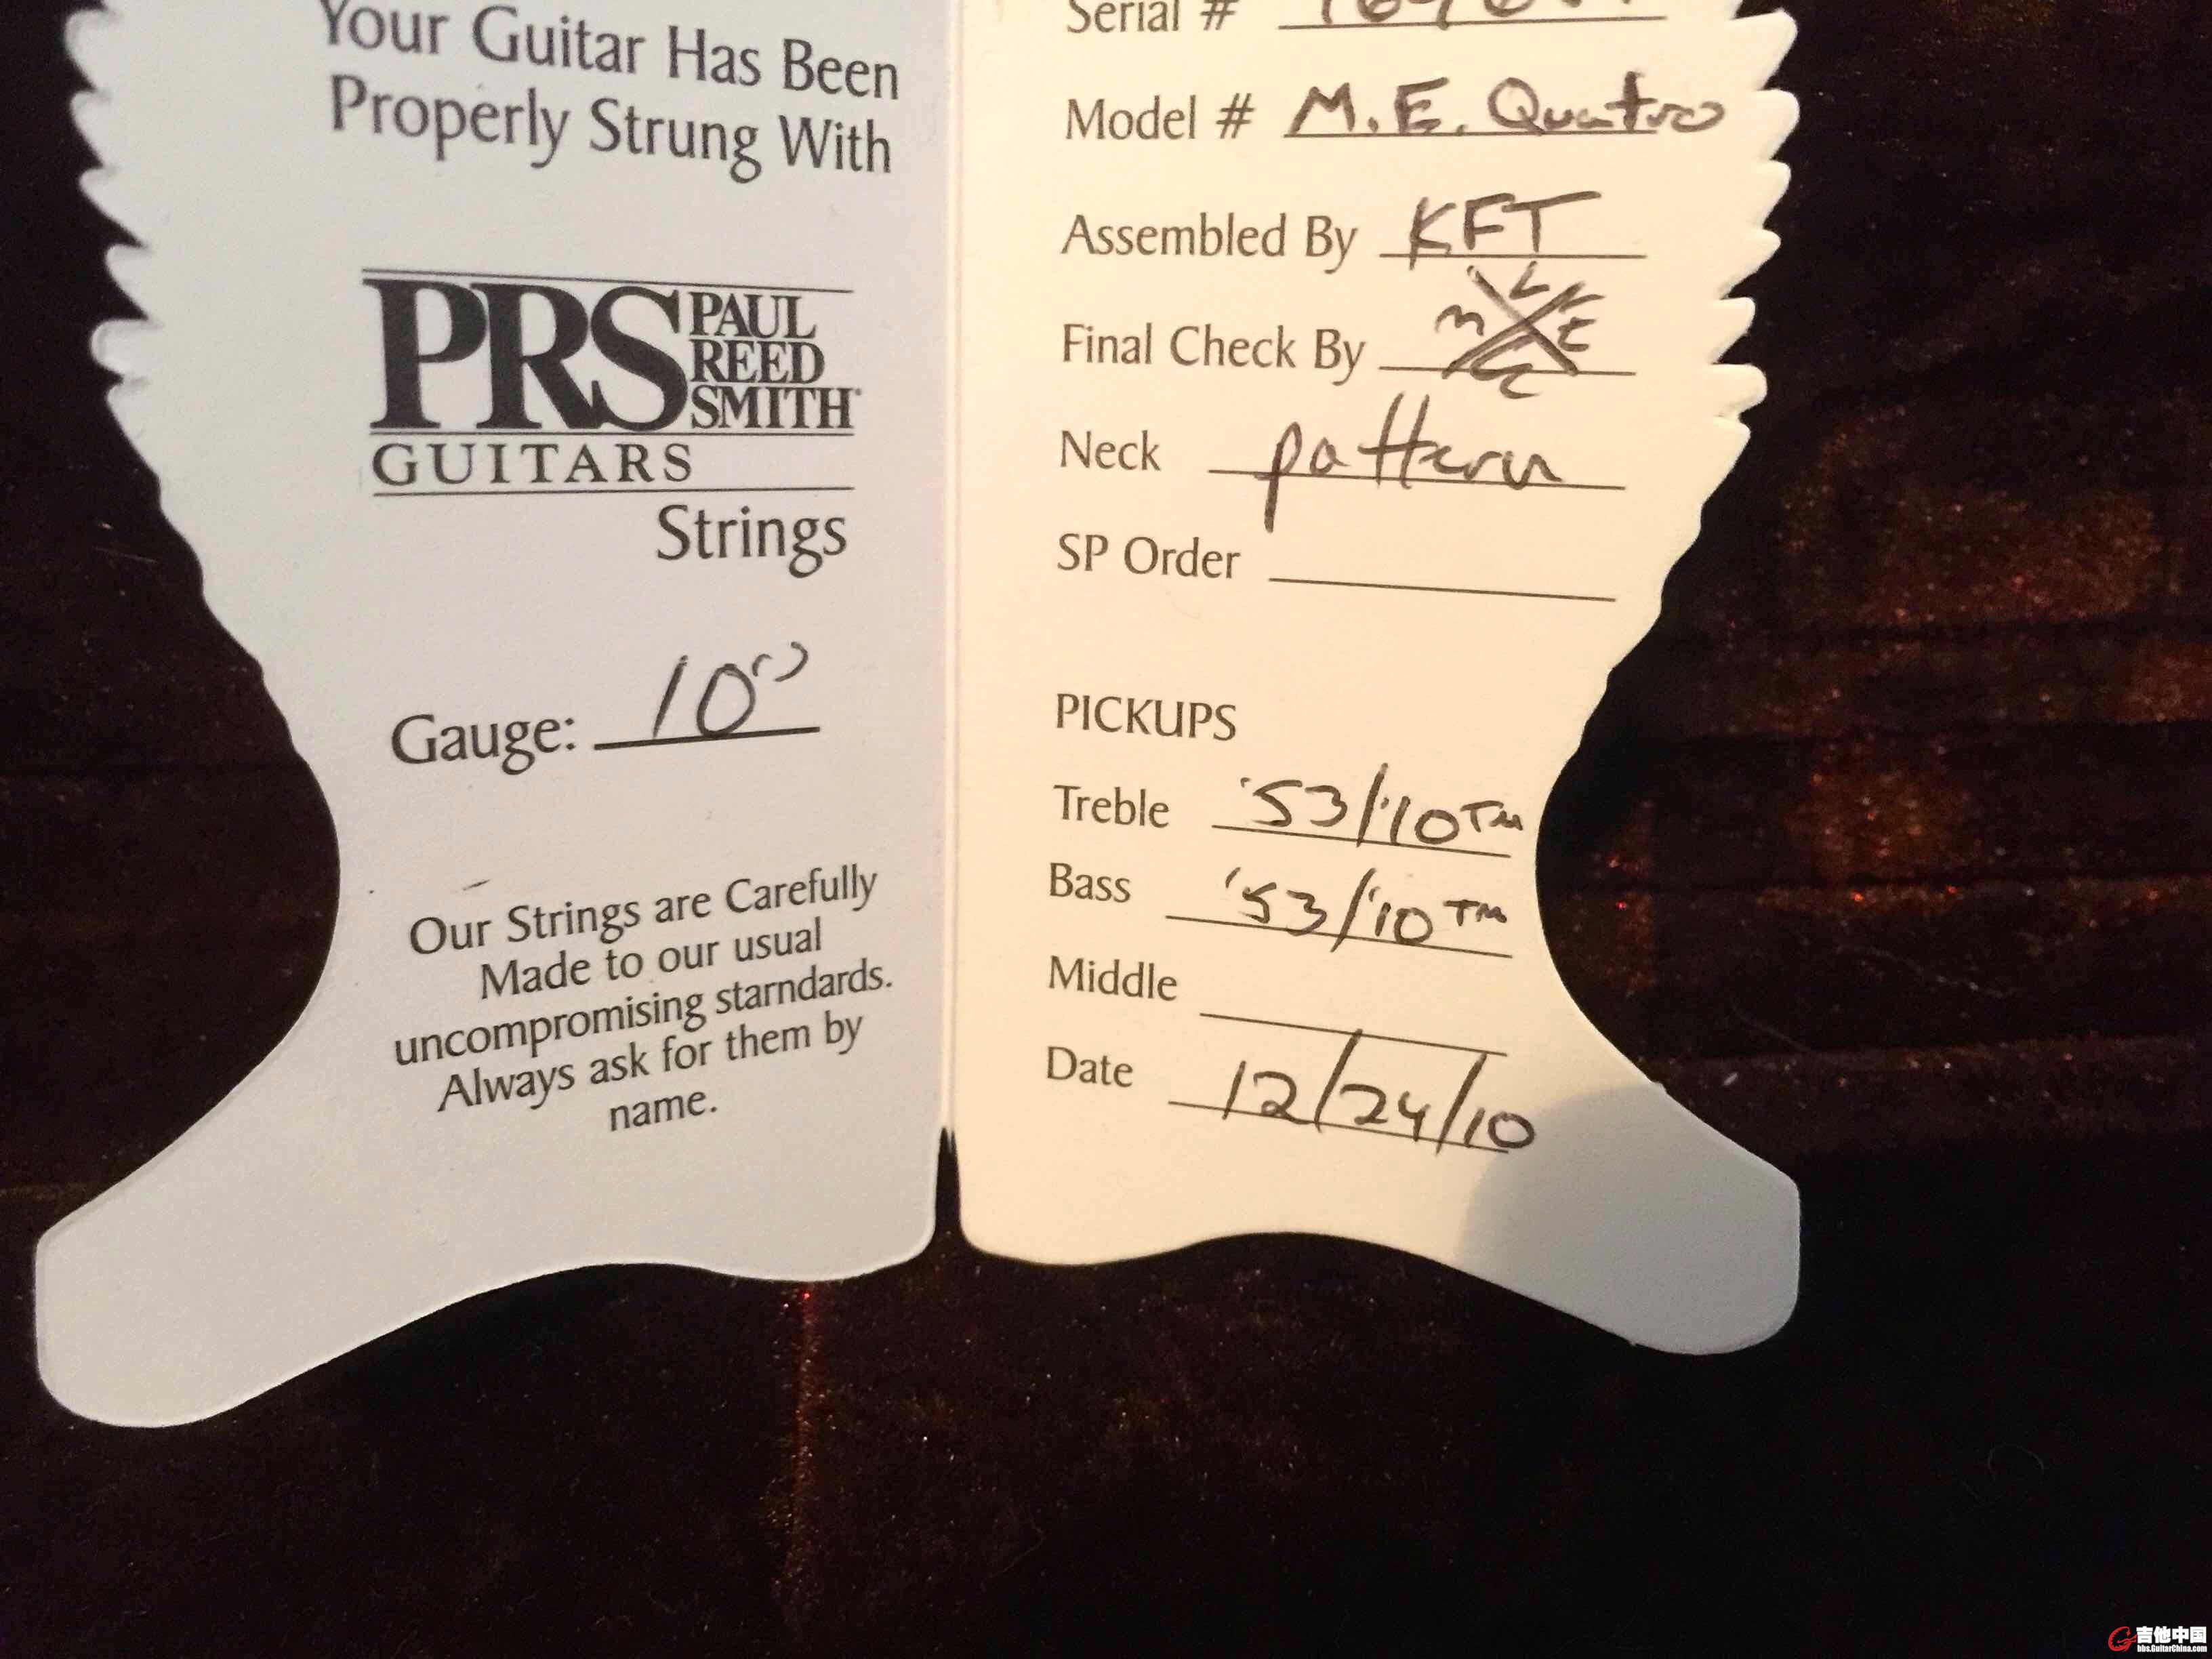 Your Guitar Has Been
Properly Strung With
PRS PAUL
REED
SMITH
GUITARS
Strings
Gauge: 10
Our Strings are Carefully
Made to our usual
uncompromising starndards.
Always ask for them by
name.
Serial #
Model # M.E. Quatro
Assembled By KFT
Final Check By
Neck pattern
SP Order
PICKUPS
Treble '53/'10™
Bass '53/'10™
Middle
Date 12/24/10
吉他中国
bbs.GuitarChina.com